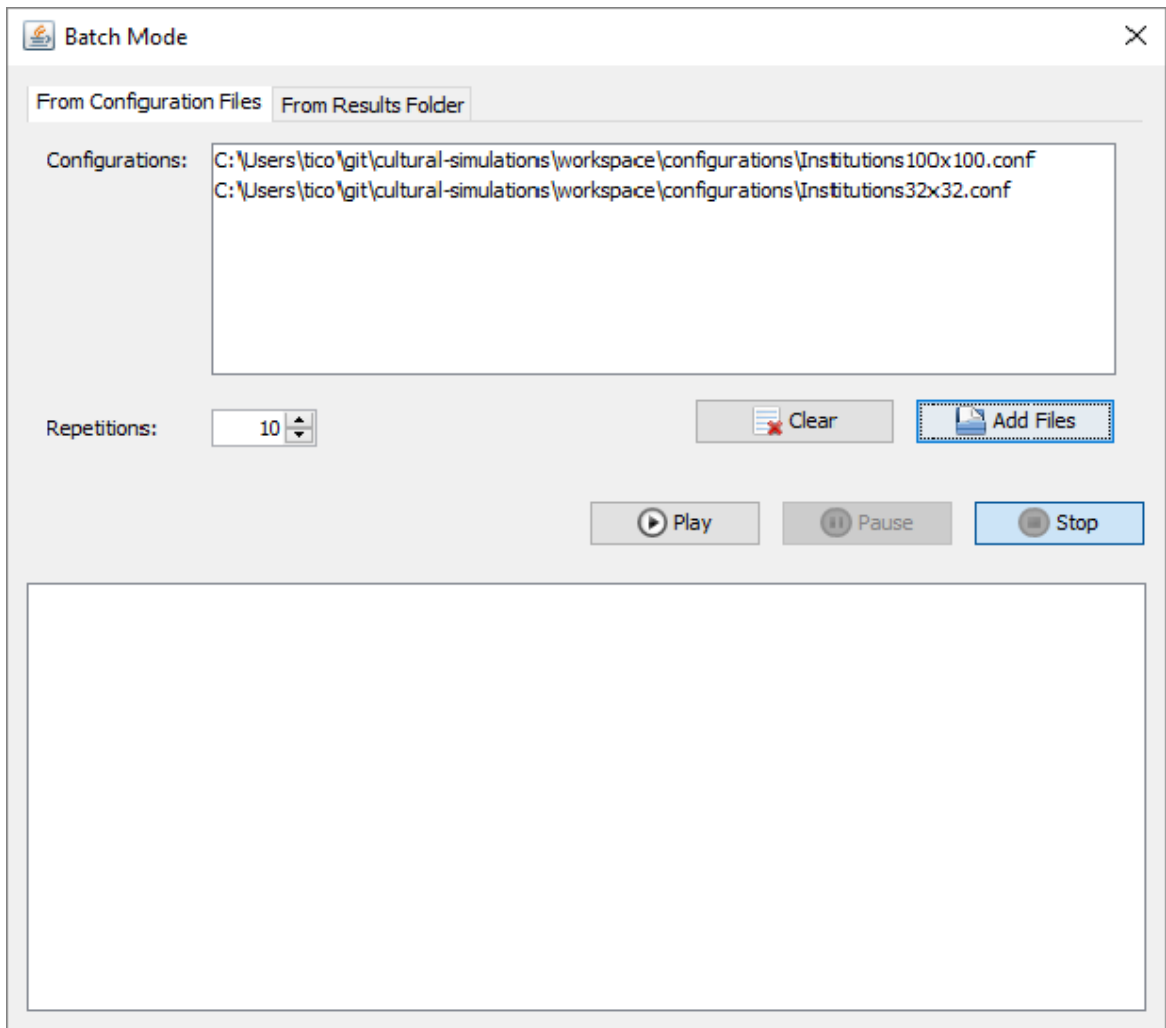 Batch Mode
From Configuration Files From Results Folder
Configurations: C:\Users\tico\git\cultural-simulations\workspace\configurations\Institutions100x100.conf
C:\Users\tico\git\cultural-simulations\workspace\configurations\Institutions32x32.conf
Repetitions: 10 Clear Add Files
Play Pause Stop